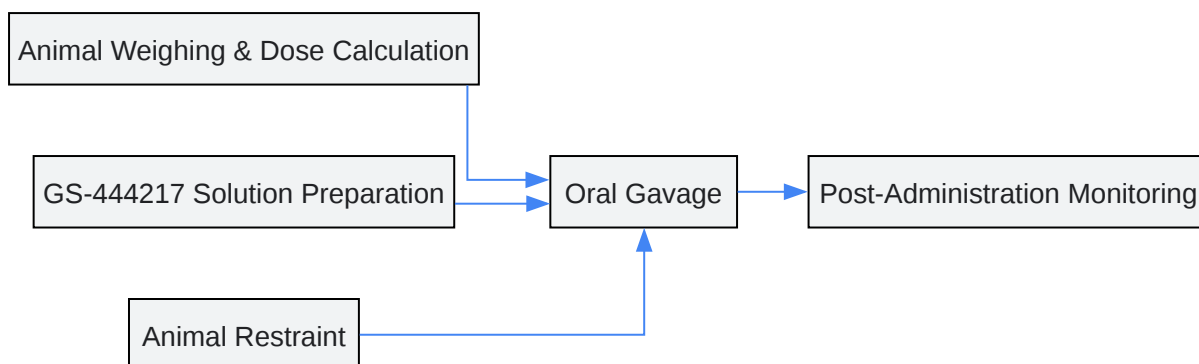 Animal Weighing & Dose Calculation
GS-444217 Solution Preparation
Oral Gavage
Post-Administration Monitoring
Animal Restraint